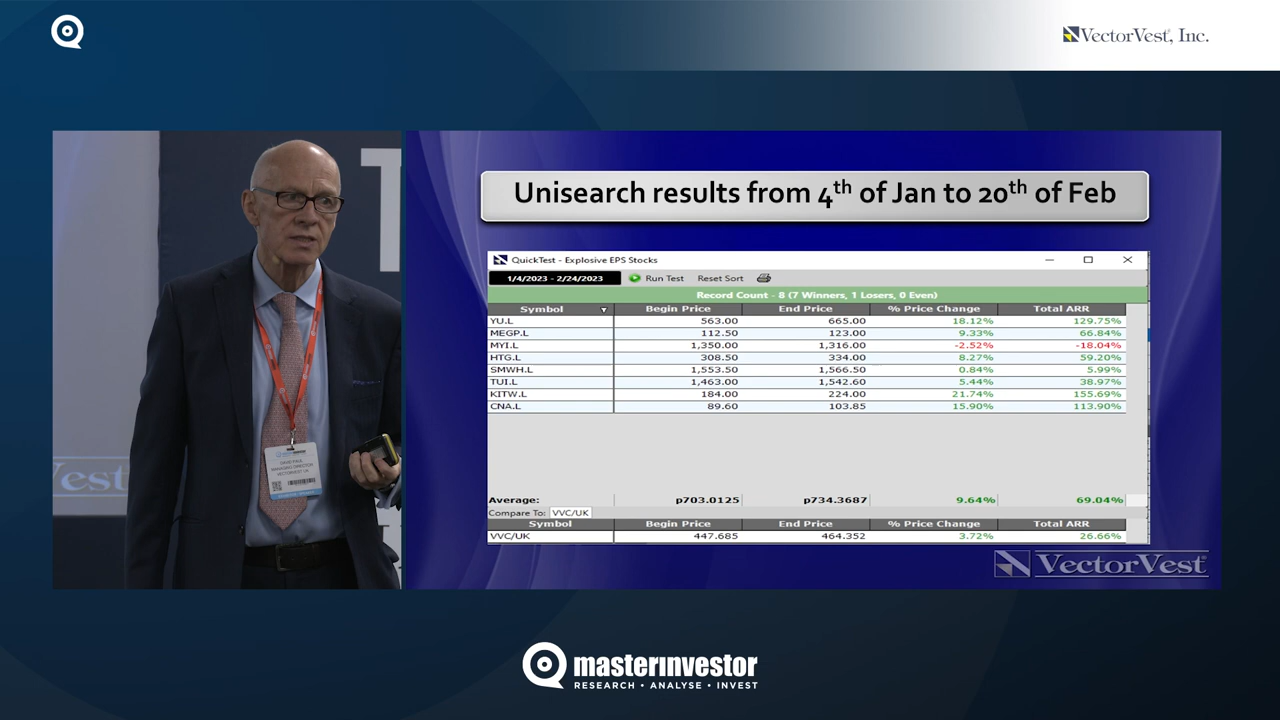 VectorVest, Inc.
T
Vest
DAVID PAUL
MANAGING DIRECTOR
VECTORVEST UK
Unisearch results from 4th of Jan to 20th of Feb
QuickTest - Explosive EPS Stocks
1/4/2023 - 2/24/2023 Run Test Reset Sort
Record Count - 8 (7 Winners, 1 Losers, 0 Even)
Symbol Begin Price End Price % Price Change Total ARR
YU.L 563.00 665.00 18.12% 129.75%
MEGP.L 112.50 123.00 9.33% 66.84%
MYI.L 1,350.00 1,316.00 -2.52% -18.04%
HTG.L 308.50 334.00 8.27% 59.20%
SMWH.L 1,553.50 1,566.50 0.84% 5.99%
TUI.L 1,463.00 1,542.60 5.44% 38.97%
KITW.L 184.00 224.00 21.74% 155.69%
CNA.L 89.60 103.85 15.90% 113.90%
Average: p703.0125 p734.3687 9.64% 69.04%
Compare To: VVC/UK
Symbol Begin Price End Price % Price Change Total ARR
VVC/UK 447.685 464.352 3.72% 26.66%
VectorVest
masterınvestor
RESEARCH • ANALYSE • INVEST